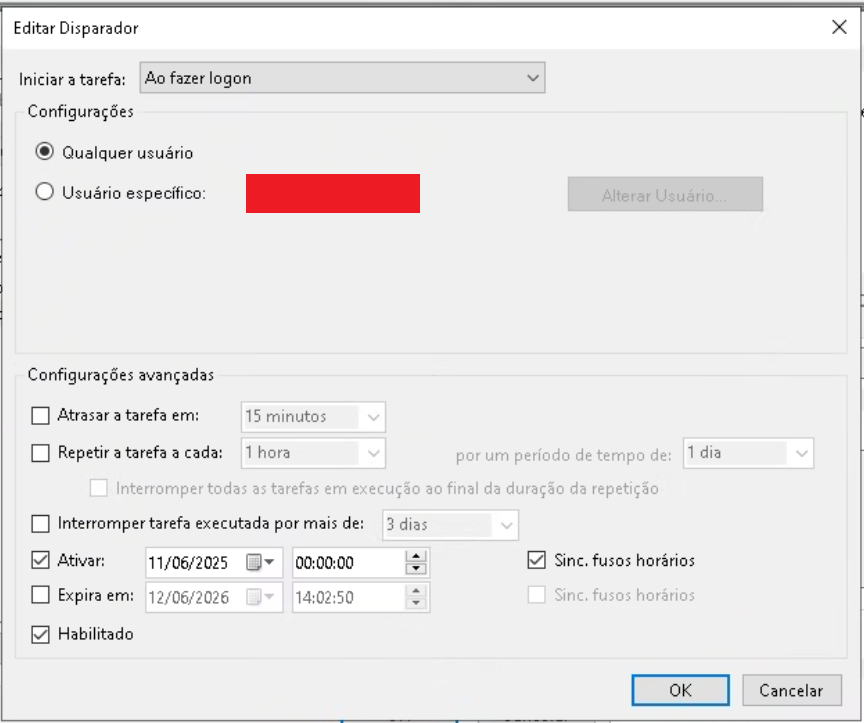 Editar Disparador
Iniciar a tarefa: Ao fazer logon
Configurações
Qualquer usuário
Usuário específico: Alterar Usuário...
Configurações avançadas
Atrasar a tarefa em: 15 minutos
Repetir a tarefa a cada: 1 hora por um período de tempo de: 1 dia
Interromper todas as tarefas em execução ao final da duração da repetição
Interromper tarefa executada por mais de: 3 dias
Ativar: 11/06/2025 00:00:00 Sinc. fusos horários
Expira em: 12/06/2026 14:02:50 Sinc. fusos horários
Habilitado
OK Cancelar